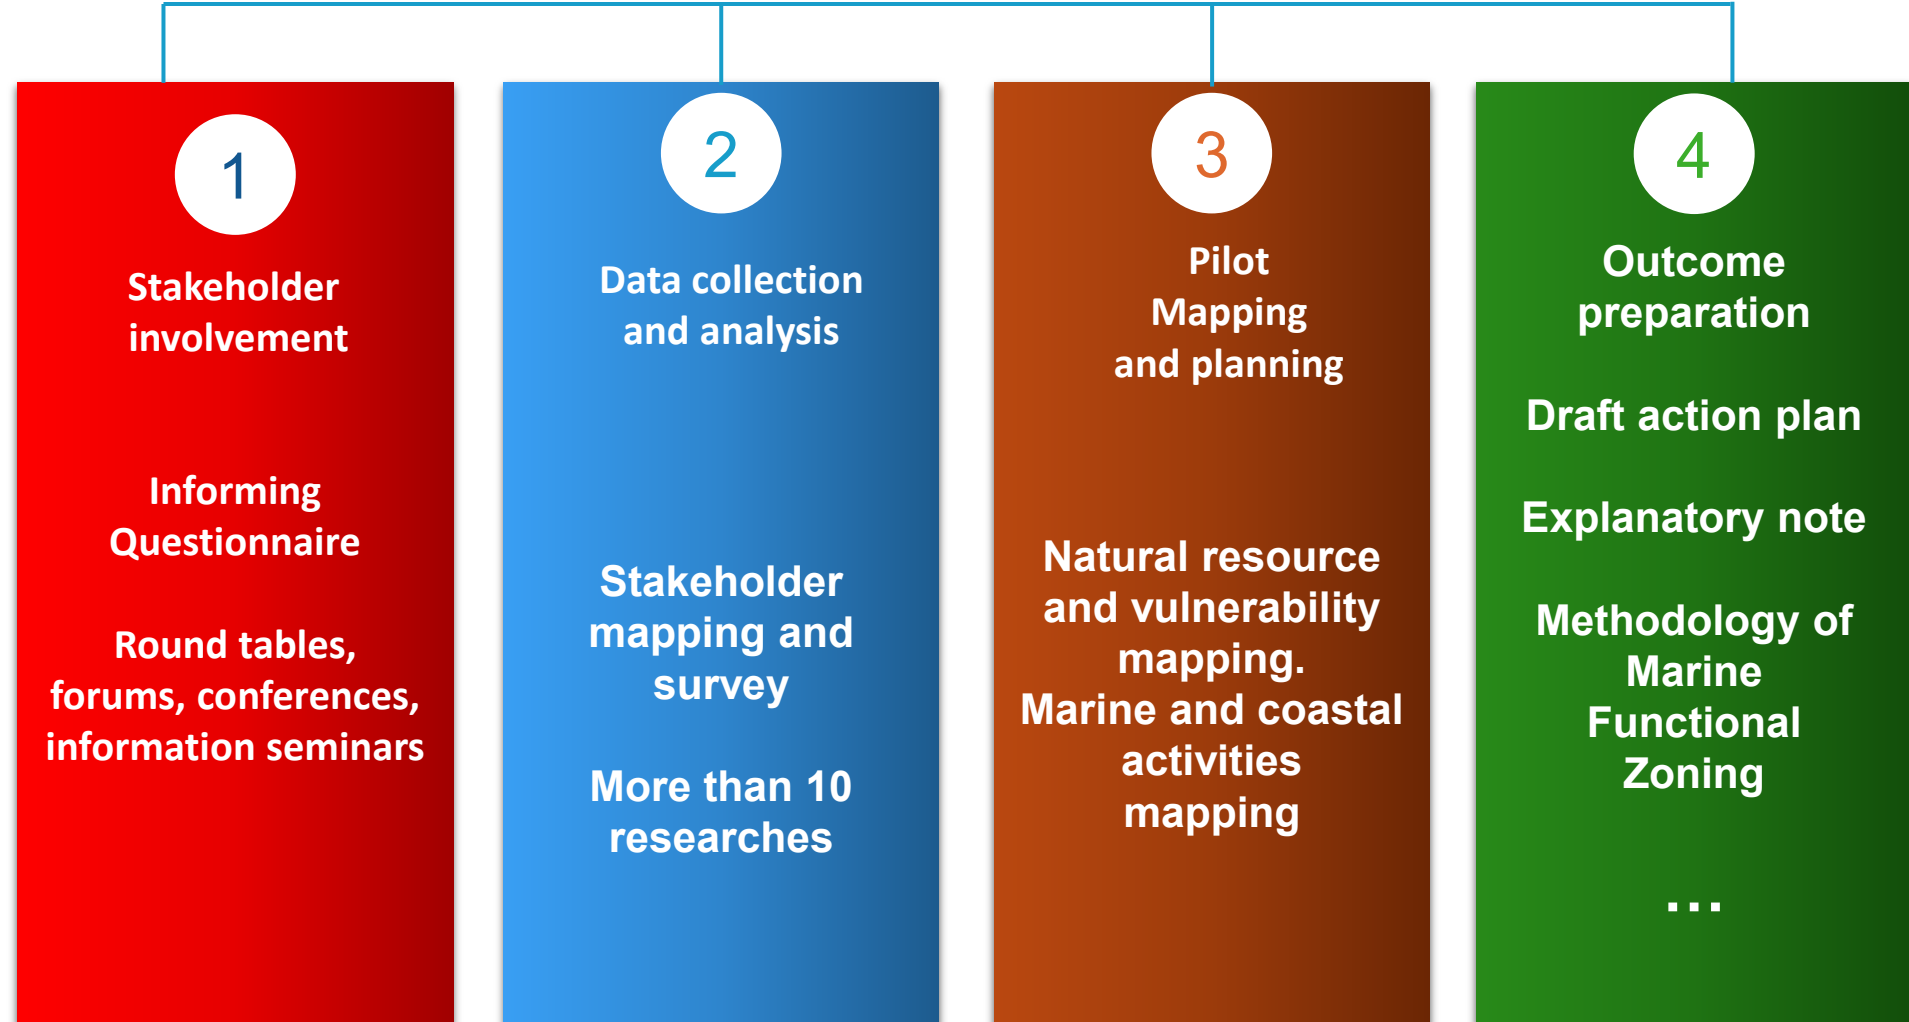 1
Stakeholder
involvement
Informing
Questionnaire
Round tables,
forums, conferences,
information seminars
2
Data collection
and analysis
Stakeholder
mapping and
survey
More than 10
researches
3
Pilot
Mapping
and planning
Natural resource
and vulnerability
mapping.
Marine and coastal
activities
mapping
4
Outcome
preparation
Draft action plan
Explanatory note
Methodology of
Marine
Functional
Zoning
...